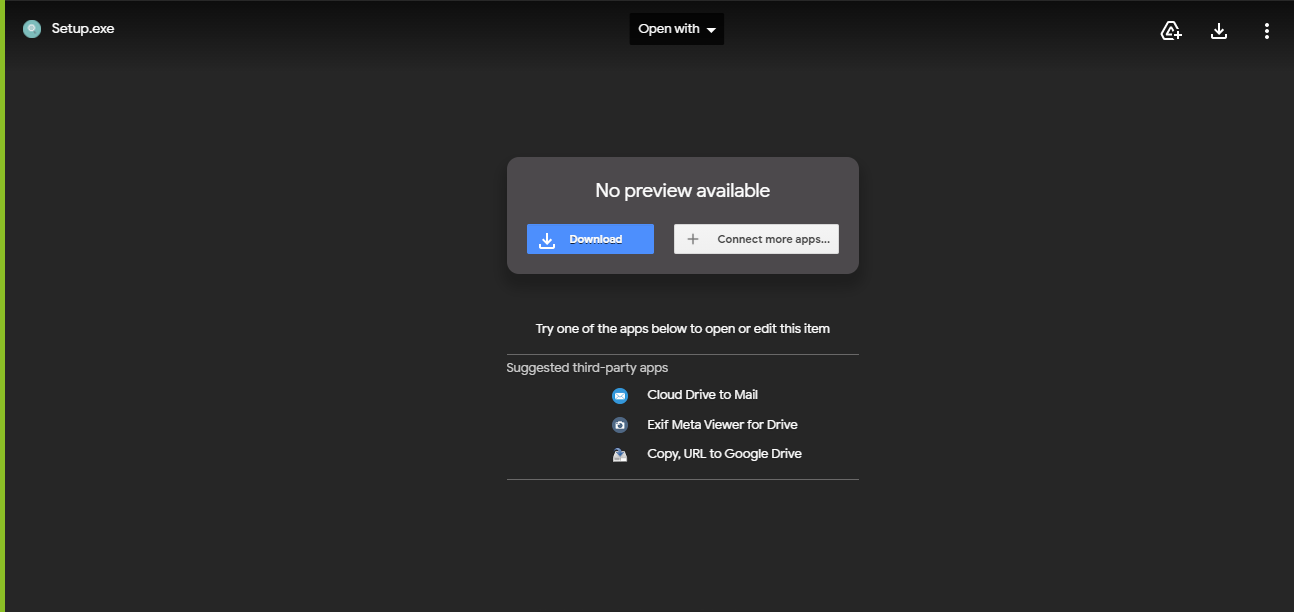 Setup.exe
Open with
No preview available
Download
Connect more apps...
Try one of the apps below to open or edit this item
Suggested third-party apps
Cloud Drive to Mail
Exif Meta Viewer for Drive
Copy, URL to Google Drive